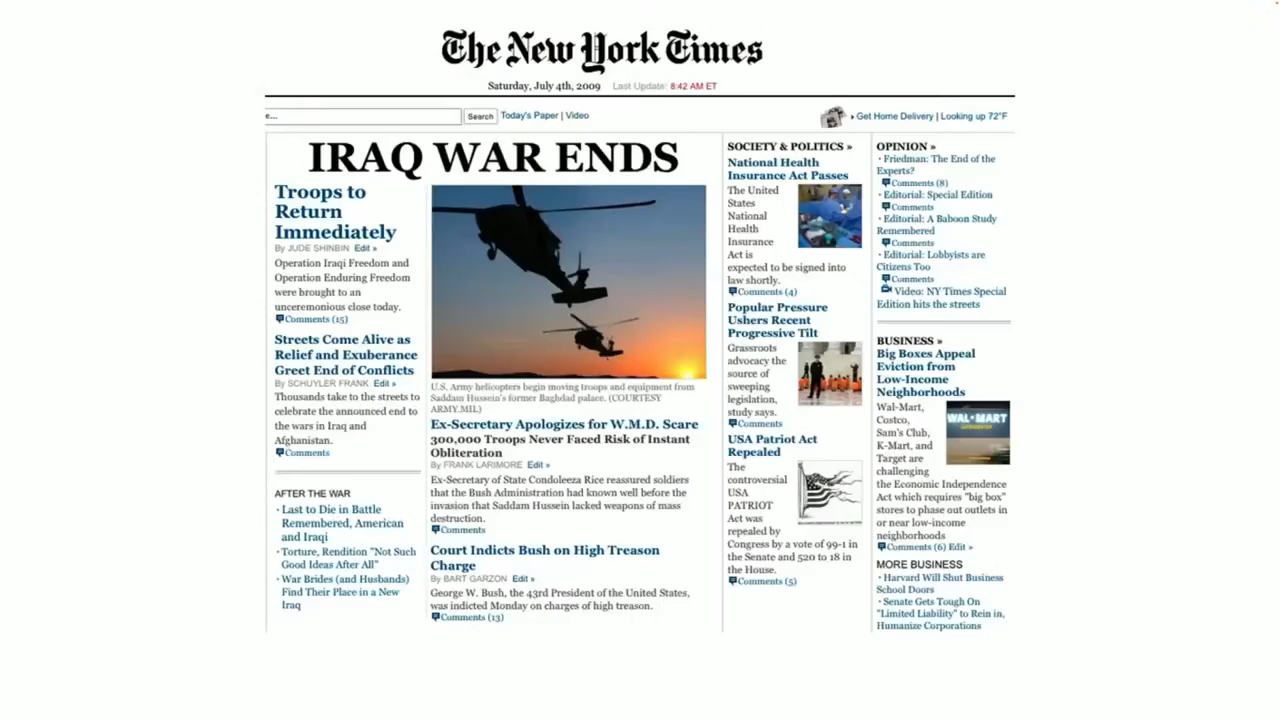 The New York Times
Saturday, July 4th, 2009 Last Update: 8:42 AM ET
e... Search Today's Paper | Video
Get Home Delivery | Looking up 72°F
IRAQ WAR ENDS
Troops to
Return
Immediately
By JUDE SHINBIN Edit »
Operation Iraqi Freedom and
Operation Enduring Freedom
were brought to an
unceremonious close today.
Comments (15)
Streets Come Alive as
Relief and Exuberance
Greet End of Conflicts
By SCHUYLER FRANK Edit »
Thousands take to the streets to
celebrate the announced end to
the wars in Iraq and
Afghanistan.
Comments
AFTER THE WAR
· Last to Die in Battle
Remembered, American
and Iraqi
· Torture, Rendition "Not Such
Good Ideas After All"
· War Brides (and Husbands)
Find Their Place in a New
Iraq
U.S. Army helicopters begin moving troops and equipment from
Saddam Hussein's former Baghdad palace. (COURTESY
ARMY.MIL)
Ex-Secretary Apologizes for W.M.D. Scare
300,000 Troops Never Faced Risk of Instant
Obliteration
By FRANK LARIMORE Edit »
Ex-Secretary of State Condoleeza Rice reassured soldiers
that the Bush Administration had known well before the
invasion that Saddam Hussein lacked weapons of mass
destruction.
Comments
Court Indicts Bush on High Treason
Charge
By BART GARZON Edit »
George W. Bush, the 43rd President of the United States,
was indicted Monday on charges of high treason.
Comments (13)
SOCIETY & POLITICS »
National Health
Insurance Act Passes
The United
States
National
Health
Insurance
Act is
expected to be signed into
law shortly.
Comments (4)
Popular Pressure
Ushers Recent
Progressive Tilt
Grassroots
advocacy the
source of
sweeping
legislation,
study says.
Comments
USA Patriot Act
Repealed
The
controversial
USA
PATRIOT
Act was
repealed by
Congress by a vote of 99-1 in
the Senate and 520 to 18 in
the House.
Comments (5)
OPINION »
· Friedman: The End of the
Experts?
Comments (8)
· Editorial: Special Edition
Comments
· Editorial: A Baboon Study
Remembered
Comments
· Editorial: Lobbyists are
Citizens Too
Comments
Video: NY Times Special
Edition hits the streets
BUSINESS »
Big Boxes Appeal
Eviction from
Low-Income
Neighborhoods
Wal-Mart,
Costco,
Sam's Club,
K-Mart, and
Target are
challenging
the Economic Independence
Act which requires "big box"
stores to phase out outlets in
or near low-income
neighborhoods
Comments (6) Edit »
WAL★MART
MORE BUSINESS
· Harvard Will Shut Business
School Doors
· Senate Gets Tough On
"Limited Liability" to Rein in,
Humanize Corporations